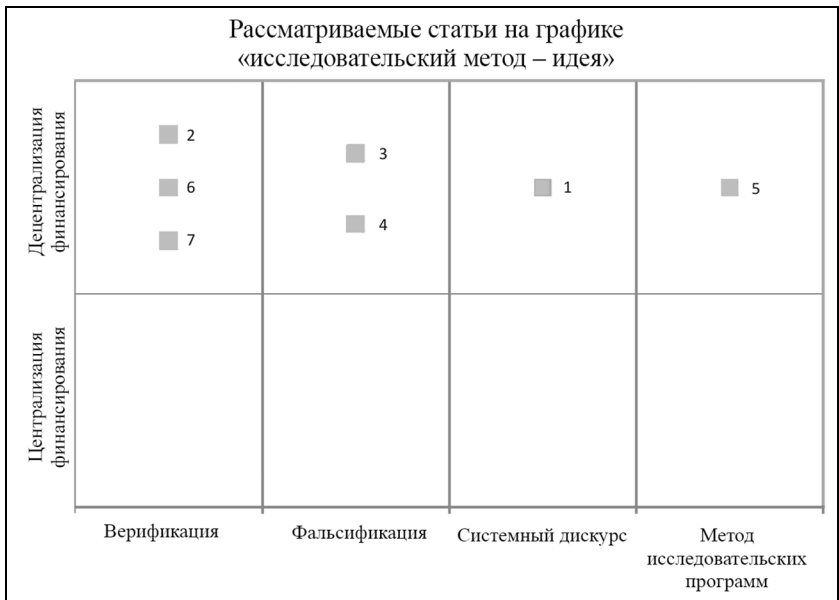 Рассматриваемые статьи на графике
«исследовательский метод – идея»
Децентрализация
финансирования
2
6
7
3
4
1
5
Централизация
финансирования
Верификация
Фальсификация
Системный дискурс
Метод
исследовательских
программ